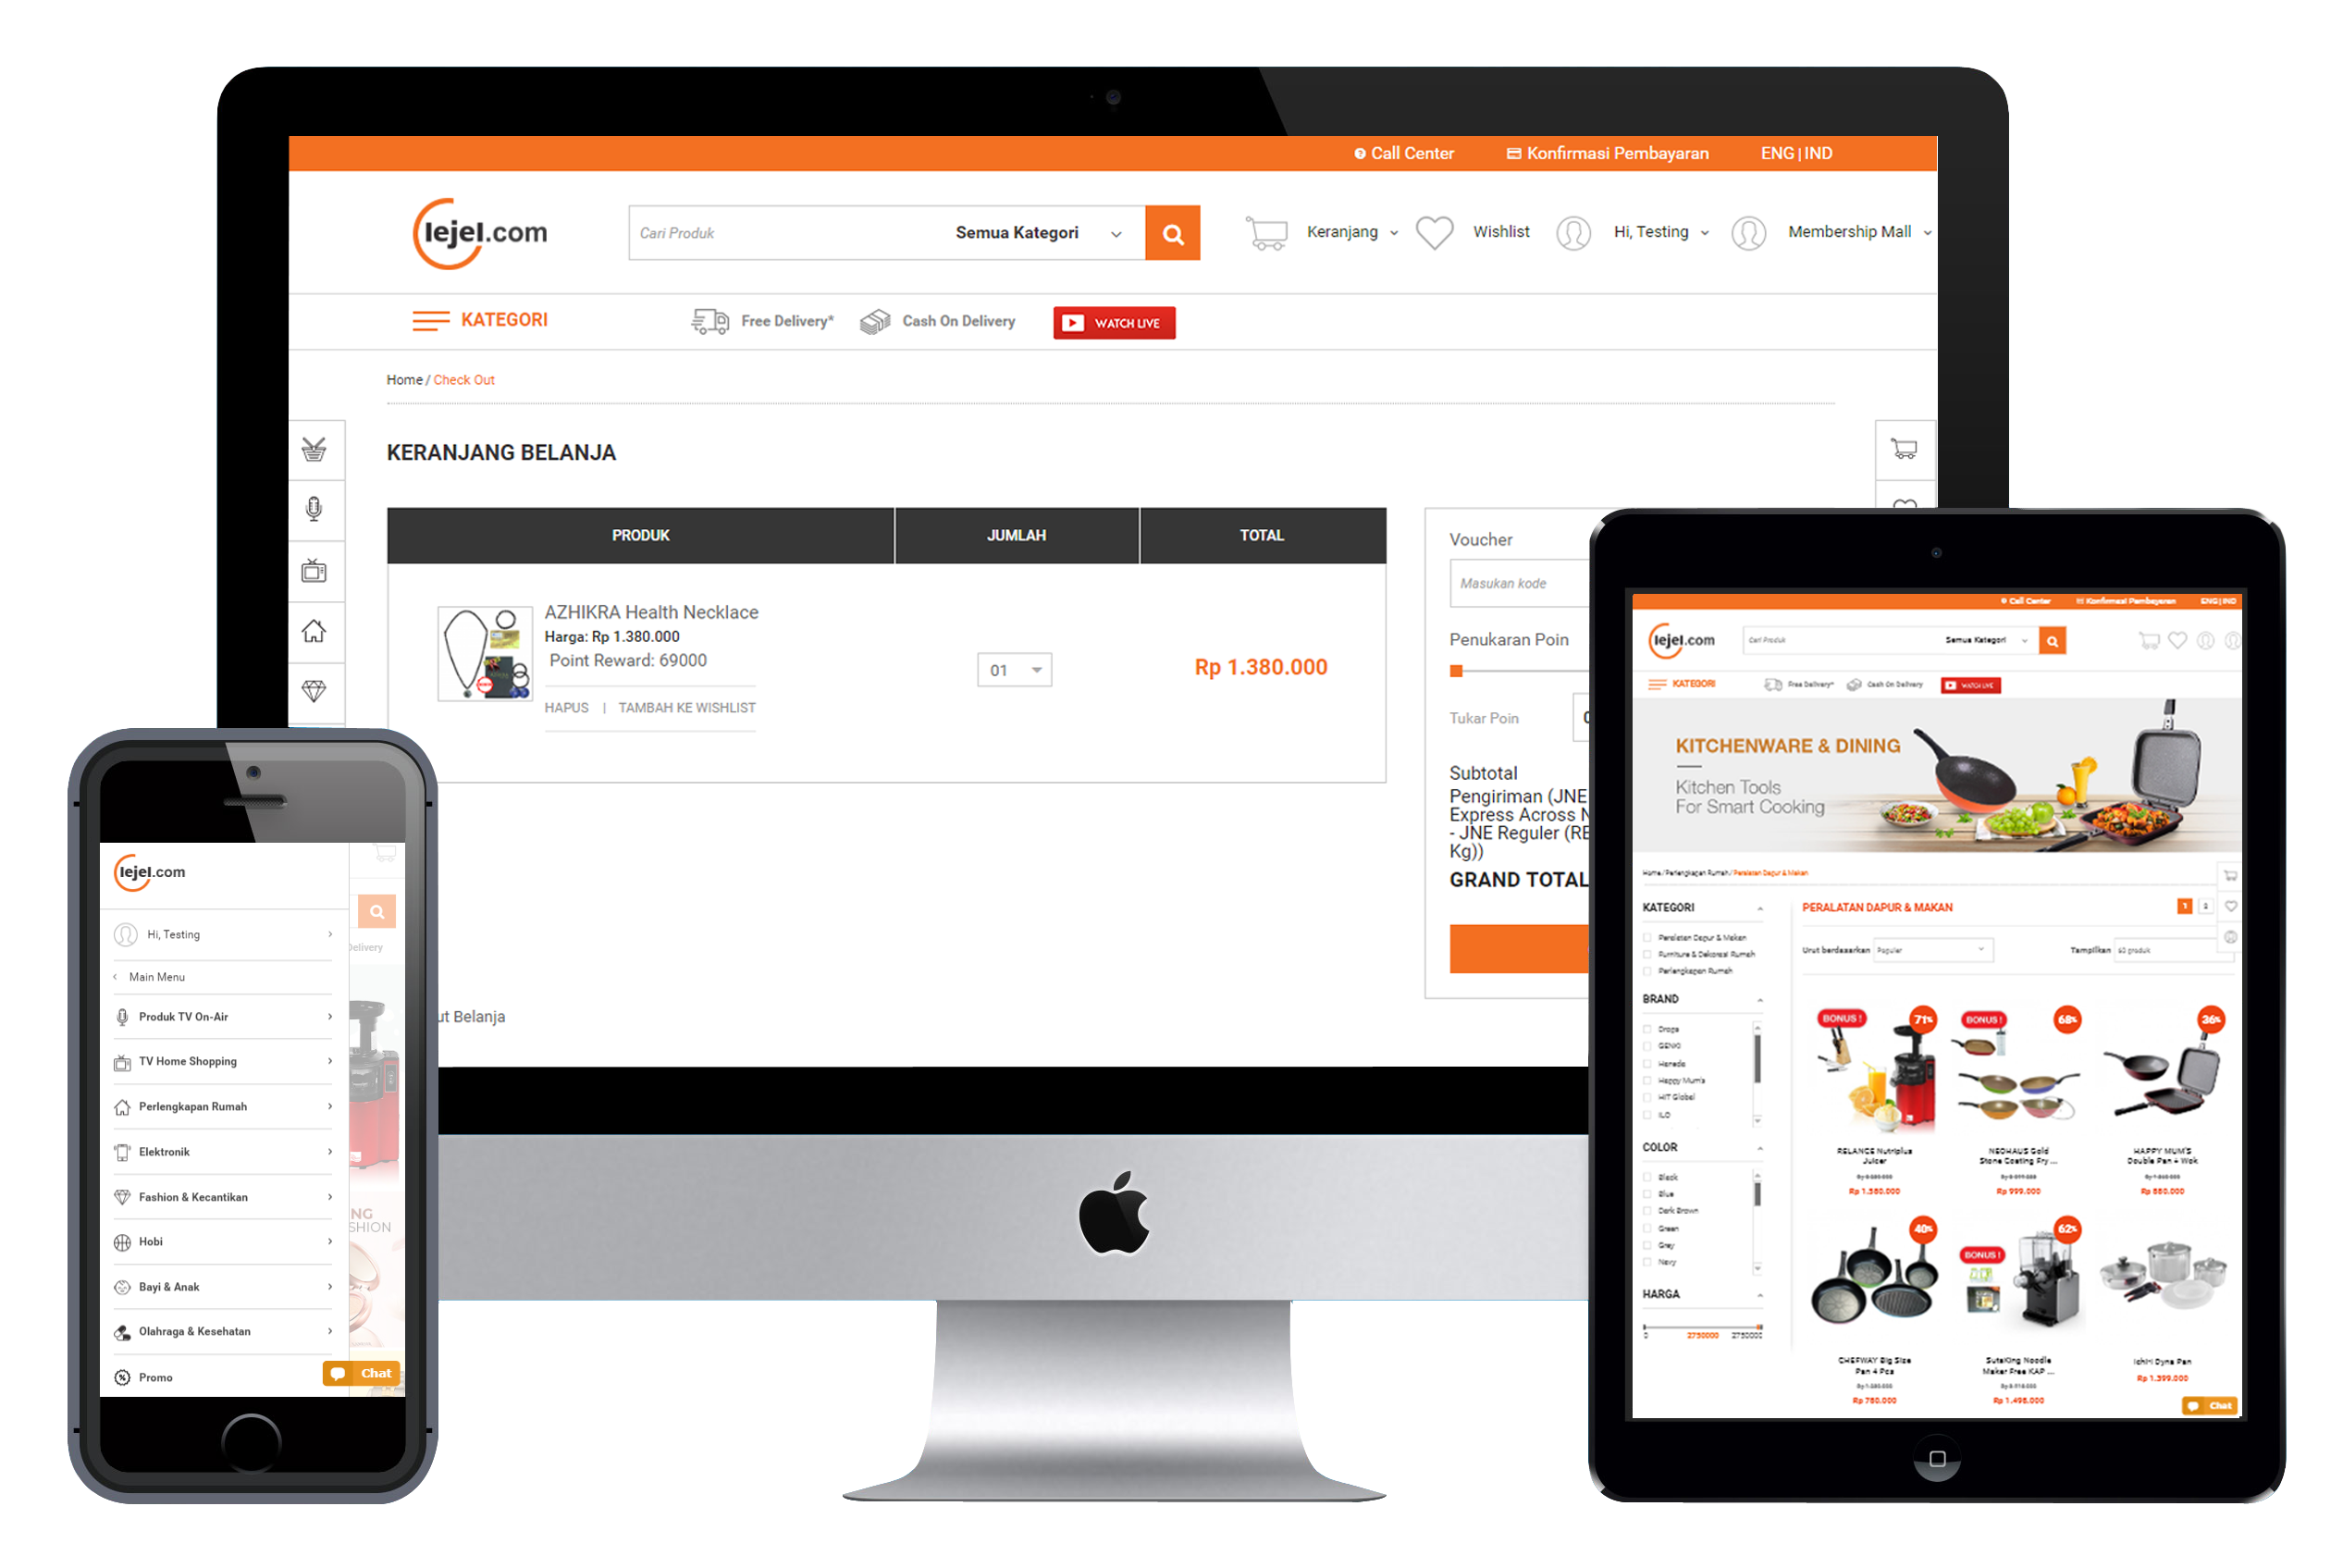 Call Center
Konfirmasi Pembayaran
ENG | IND
lejel.com
Cari Produk
Semua Kategori
Keranjang
Wishlist
Hi, Testing
Membership Mall
KATEGORI
Free Delivery*
Cash On Delivery
WATCH LIVE
Home / Check Out
KERANJANG BELANJA
PRODUK
JUMLAH
TOTAL
AZHIKRA Health Necklace
Harga: Rp 1.380.000
Point Reward: 69000
HAPUS | TAMBAH KE WISHLIST
01
Rp 1.380.000
Voucher
Masukan kode
Penukaran Poin
Tukar Poin
Subtotal
Pengiriman (JNE
Express Across
- JNE Reguler
Kg))
GRAND TOTAL
Belanja
lejel.com
Hi, Testing
Main Menu
Produk TV On-Air
TV Home Shopping
Perlengkapan Rumah
Elektronik
Fashion & Kecantikan
Hobi
Bayi & Anak
Olahraga & Kesehatan
Promo
Chat
Call Center
Konfirmasi Pembayaran
ENG | IND
lejel.com
Cari Produk
Semua Kategori
KATEGORI
Free Delivery*
Cash On Delivery
WATCH LIVE
KITCHENWARE & DINING
Kitchen Tools
For Smart Cooking
Home / Perlengkapan Rumah / Peralatan Dapur & Makan
KATEGORI
Peralatan Dapur & Makan
Furniture & Dekorasi Rumah
Perlengkapan Rumah
BRAND
Drops
GENKI
Haneda
Happy Mum's
HIT Global
ILO
COLOR
Black
Blue
Dark Brown
Green
Grey
Navy
HARGA
0
2750000
2750000
PERALATAN DAPUR & MAKAN
1
2
Urut berdasarkan
Populer
Tampilkan
60 produk
BONUS !
71%
BONUS !
68%
36%
RELANCE Nutriplus
Juicer
Rp 1.380.000
NEOHAUS Gold
Stone Coating Fry ...
Rp 999.000
HAPPY MUM'S
Double Pan + Wok
Rp 880.000
40%
BONUS !
62%
CHEFWAY Big Size
Pan 4 Pcs
Rp 780.000
SuteKing Noodle
Maker Free KAP ...
Rp 1.498.000
IchiHi Dyna Pan
Rp 1.399.000
Chat